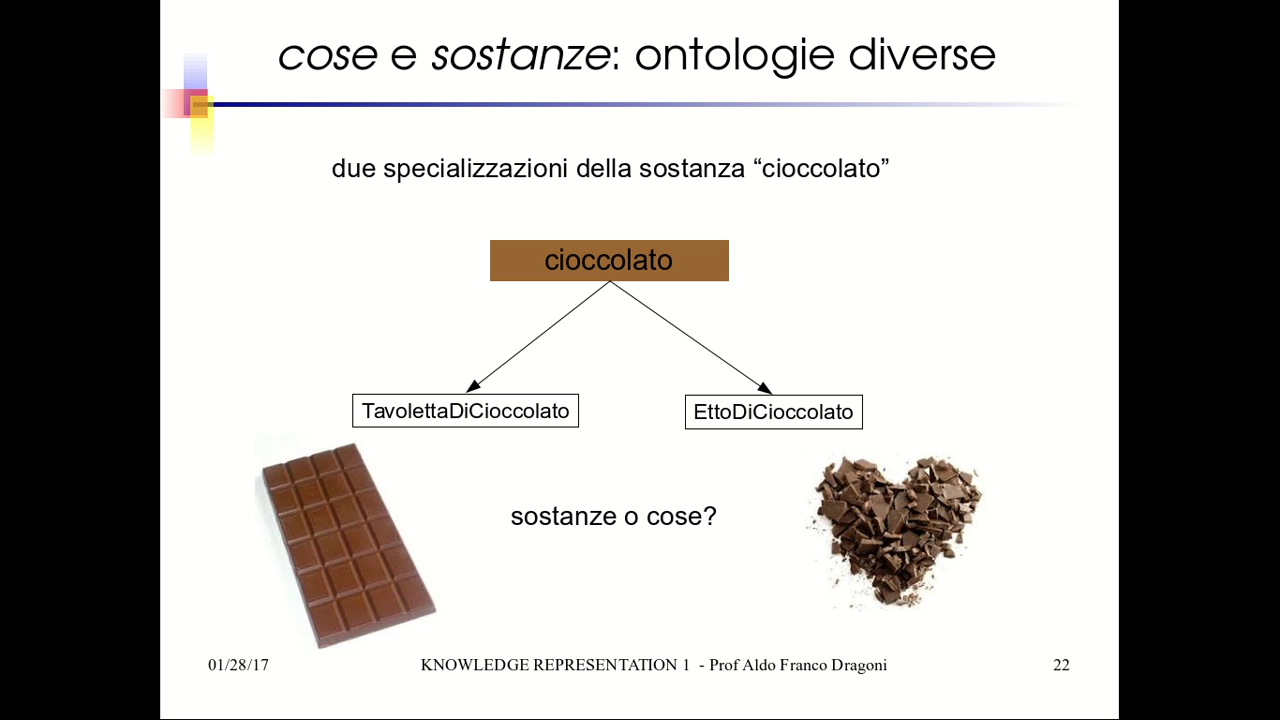 cose e sostanze: ontologie diverse
due specializzazioni della sostanza “cioccolato”
cioccolato
TavolettaDiCioccolato
EttoDiCioccolato
sostanze o cose?
01/28/17
KNOWLEDGE REPRESENTATION 1 - Prof Aldo Franco Dragoni
22